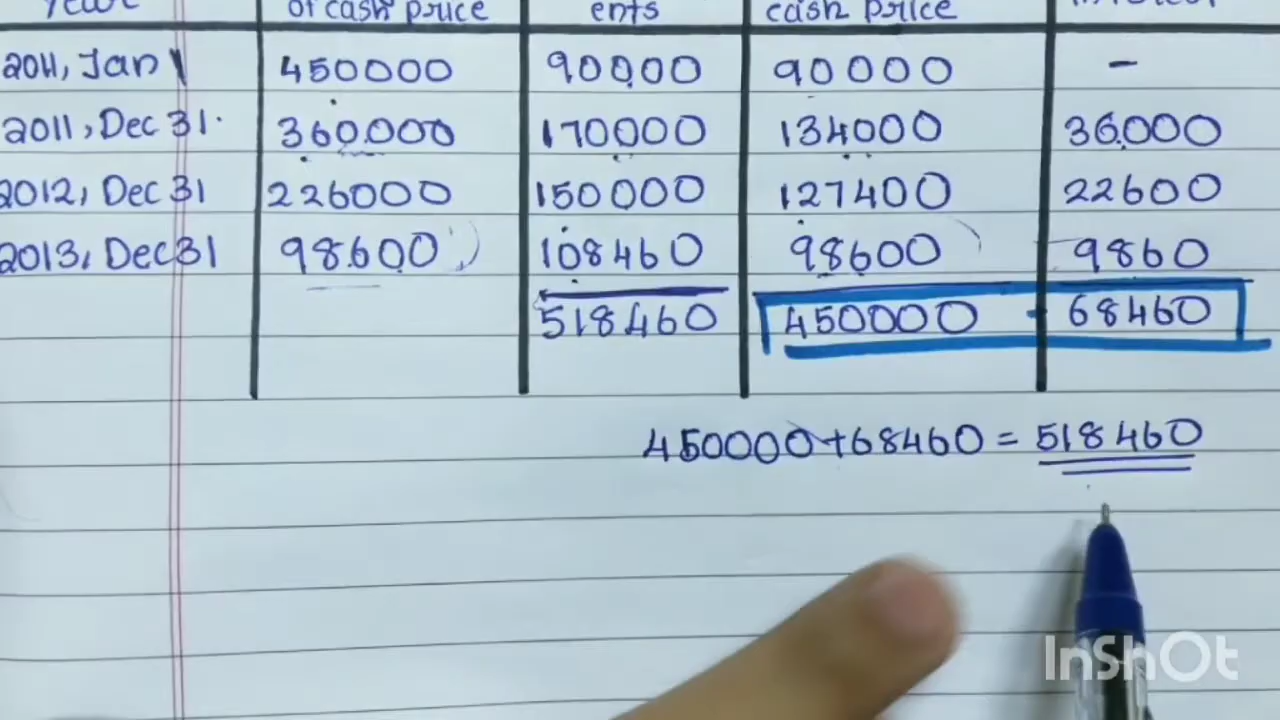 Year of cash price ents cash price
2011, Jan 1 450000 90000 90000 -
2011, Dec 31. 360000 170000 134000 36000
2012, Dec 31 226000 150000 127400 22600
2013, Dec 31 98600 108460 98600 9860
518460 450000 68460
450000+68460 = 518460
InShOt